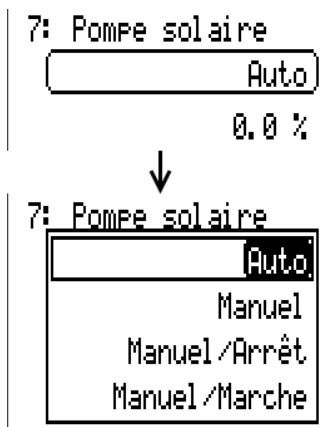 7: Pompe solaire
Auto
0.0 %
7: Pompe solaire
Auto
Manuel
Manuel/Arrêt
Manuel/Marche